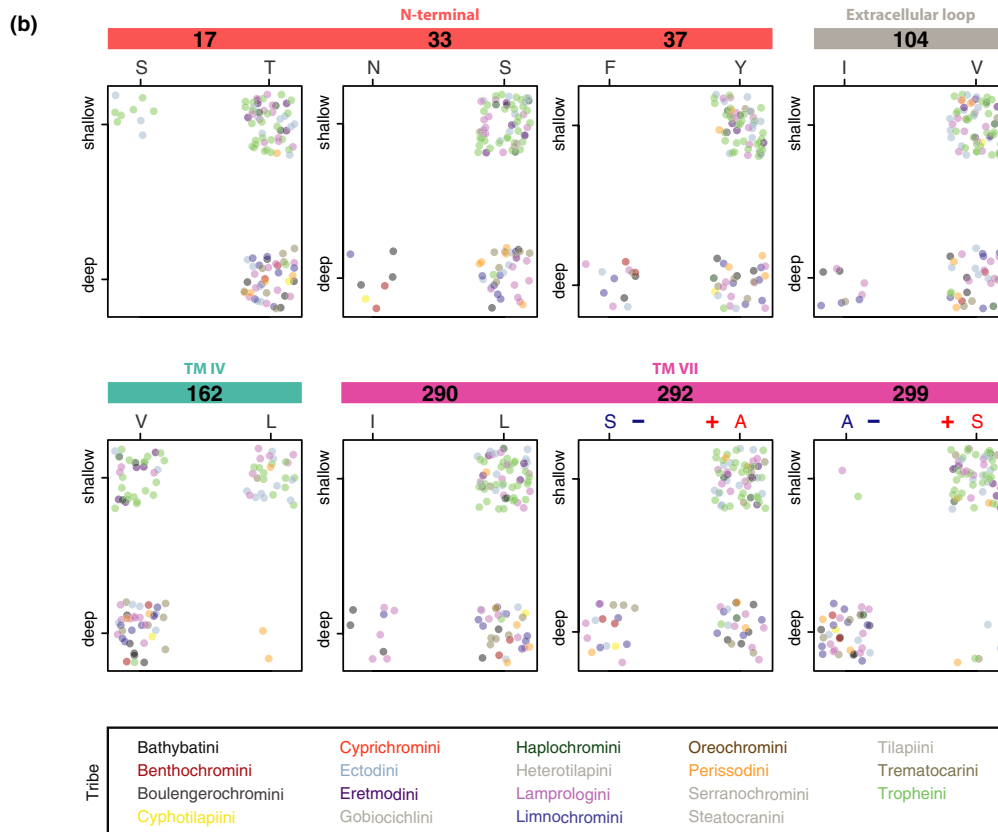 (b)
N-terminal
Extracellular loop
17 33 37 104
S T N S F Y I V
shallow shallow shallow shallow
deep deep deep deep
TM IV TM VII
162 290 292 299
V L I L S − + A A − + S
shallow shallow shallow shallow
deep deep deep deep
Tribe
Bathybatini Cyprichromini Haplochromini Oreochromini Tilapiini
Benthochromini Ectodini Heterotilapini Perissodini Trematocarini
Boulengerochromini Eretmodini Lamprologini Serranochromini Tropheini
Cyphotilapiini Gobiocichlini Limnochromini Steatocranini